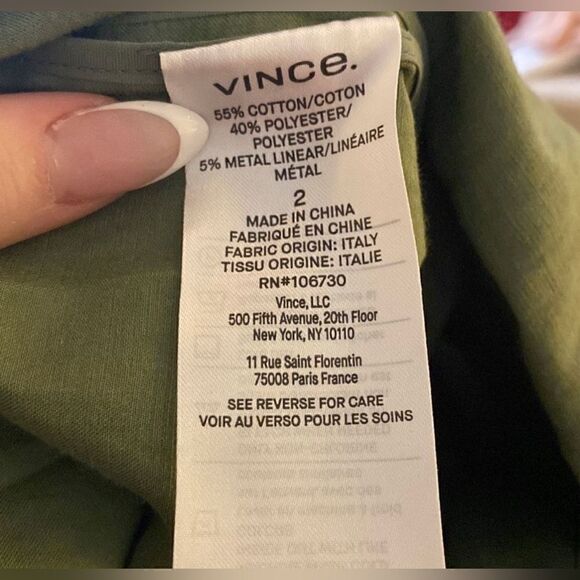 VINCE.
55% COTTON/COTON
40% POLYESTER/
POLYESTER
5% METAL LINEAR/LINÉAIRE
MÉTAL
2
MADE IN CHINA
FABRIQUÉ EN CHINE
FABRIC ORIGIN: ITALY
TISSU ORIGINE: ITALIE
RN#106730
Vince, LLC
500 Fifth Avenue, 20th Floor
New York, NY 10110
11 Rue Saint Florentin
75008 Paris France
SEE REVERSE FOR CARE
VOIR AU VERSO POUR LES SOINS